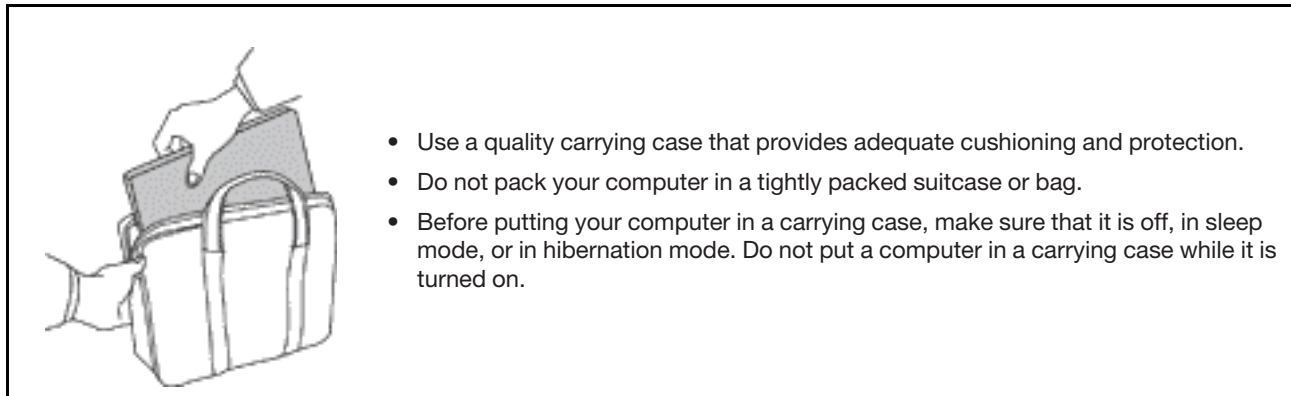 • Use a quality carrying case that provides adequate cushioning and protection.
• Do not pack your computer in a tightly packed suitcase or bag.
• Before putting your computer in a carrying case, make sure that it is off, in sleep
mode, or in hibernation mode. Do not put a computer in a carrying case while it is
turned on.